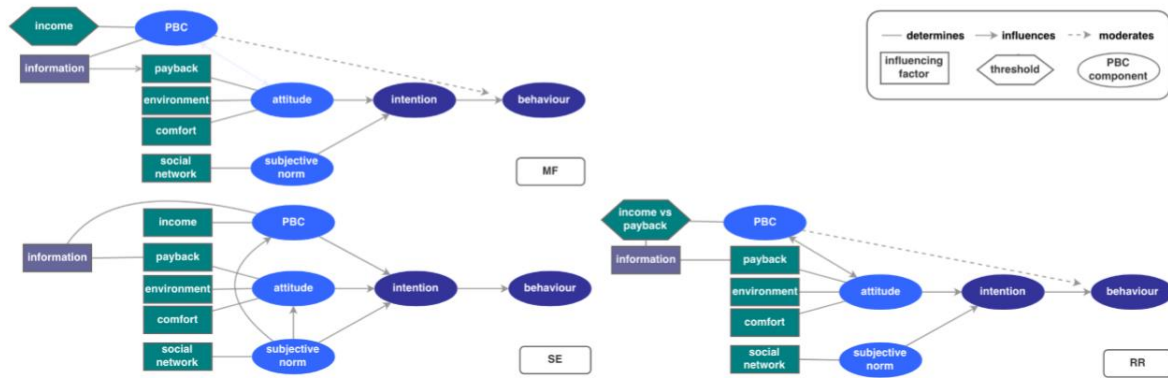 income
PBC
information
payback
environment
attitude
intention
behaviour
comfort
social
network
subjective
norm
MF
determines
influences
moderates
influencing
factor
threshold
PBC
component
income
PBC
information
payback
environment
attitude
intention
behaviour
comfort
social
network
subjective
norm
SE
income vs
payback
PBC
information
payback
environment
attitude
intention
behaviour
comfort
social
network
subjective
norm
RR